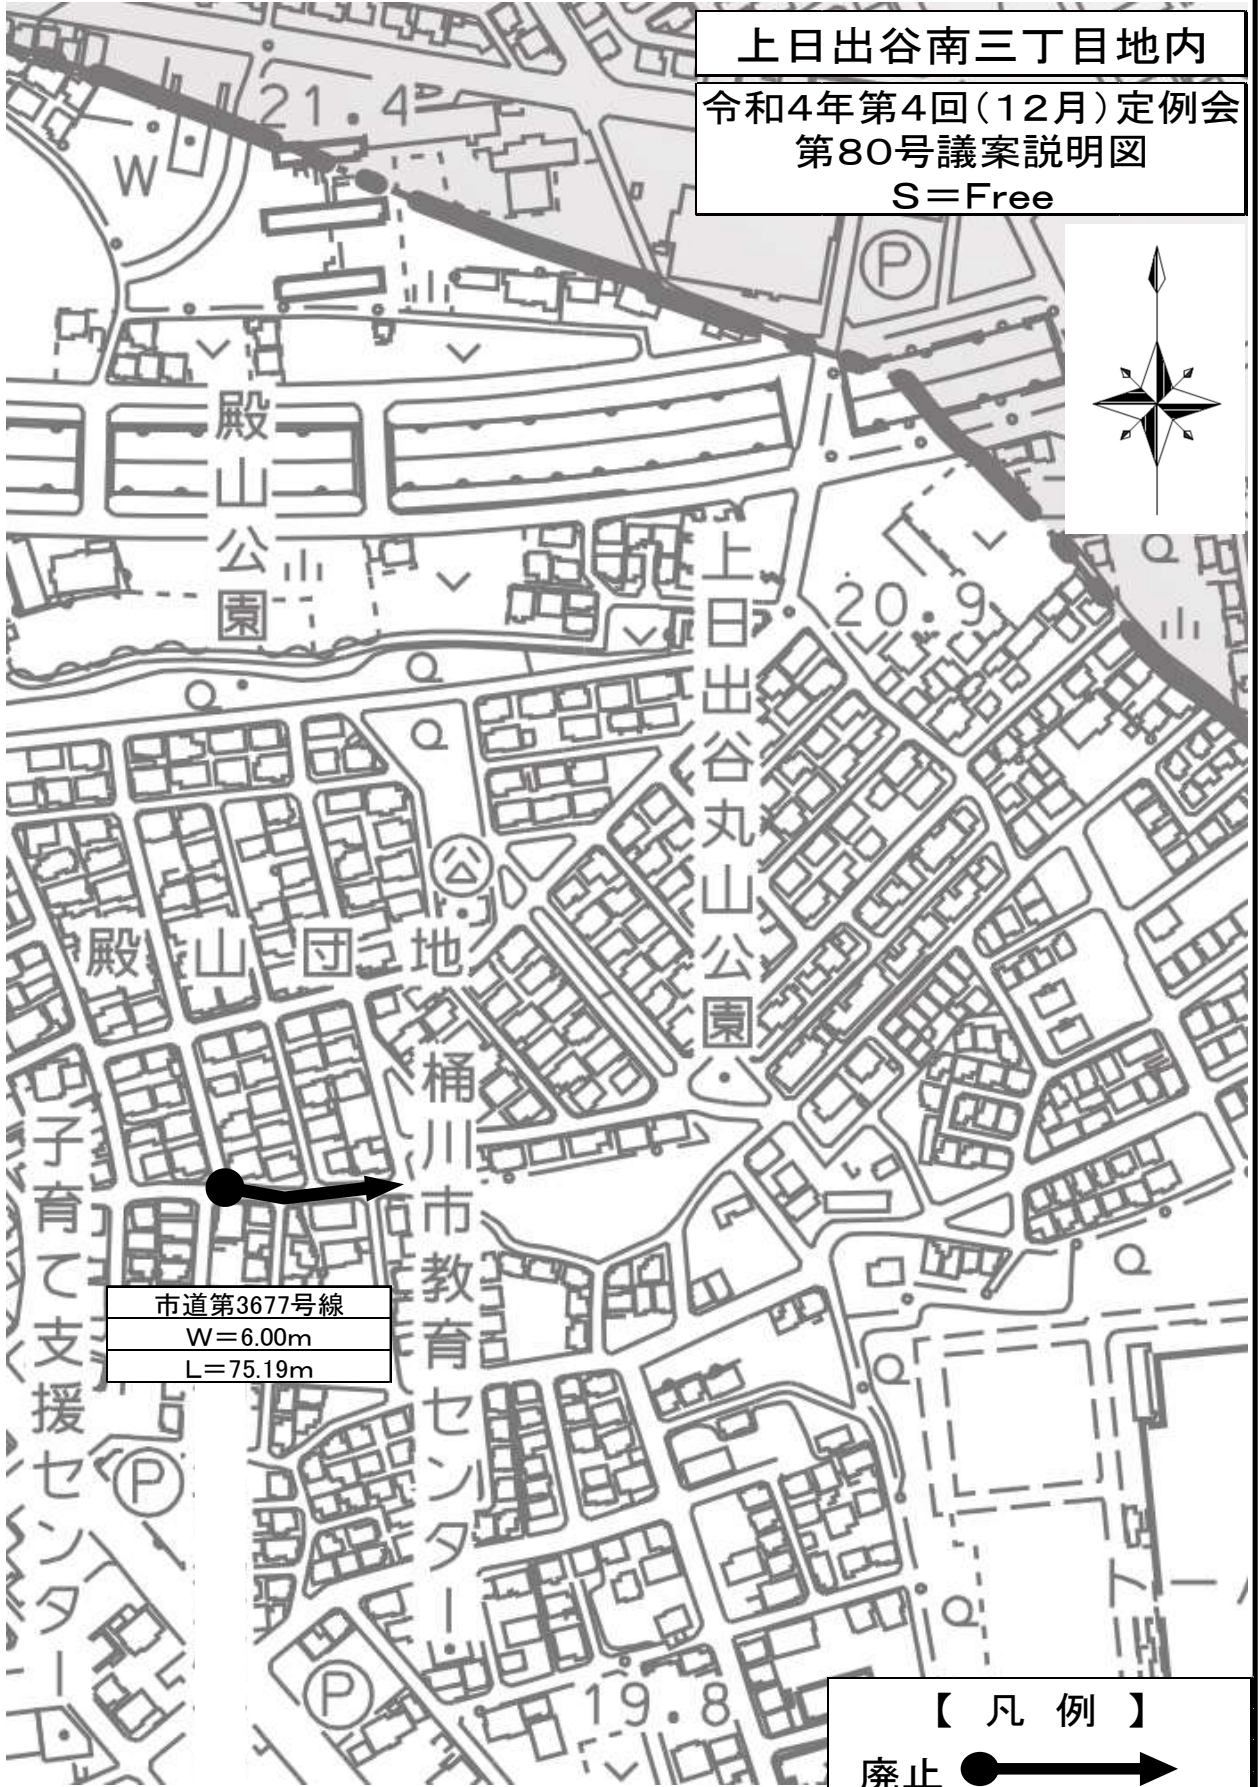 上日出谷南三丁目地内
令和4年第4回(12月)定例会
第80号議案説明図
S=Free
21.4
W
P
殿山公園
上日出谷丸山公園
20.9
公
殿山団地
桶川市教育センター
子育て支援センター
市道第3677号線
W=6.00m
L=75.19m
P
P
19.8
【 凡 例 】
廃止